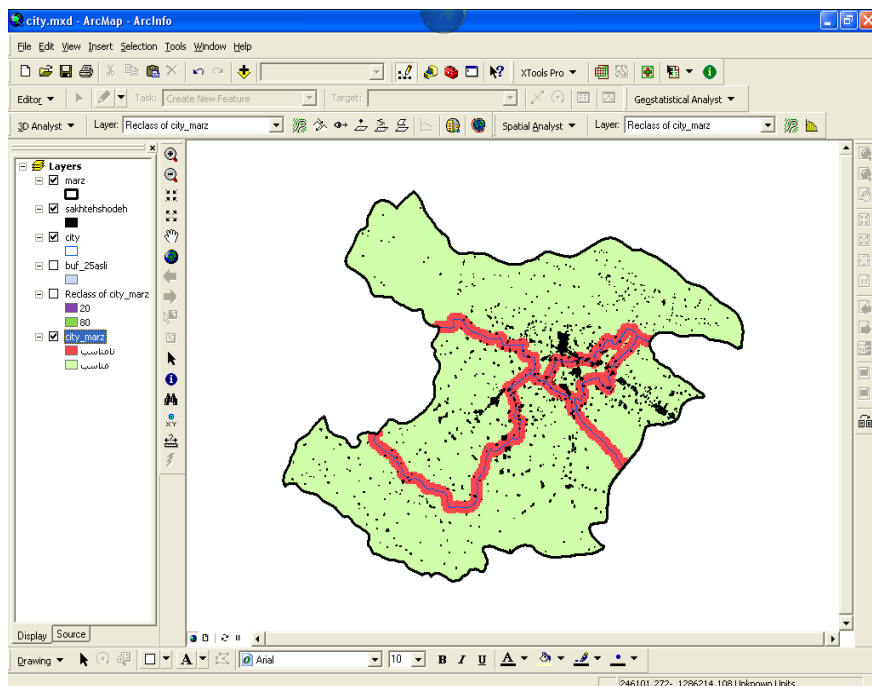 city.mxd - ArcMap - ArcInfo
File Edit View Insert Selection Tools Window Help
XTools Pro
Editor Task: Create New Feature Target: Geostatistical Analyst
3D Analyst Layer: Reclass of city_marz Spatial Analyst Layer: Reclass of city_marz
Layers
marz
sakhtehshodeh
city
buf_25asli
Reclass of city_marz
20
80
city_marz
نامناسب
مناسب
XY
Display Source
Drawing A Arial 10 B I U A
246101.272- 1286214.108 Unknown Units